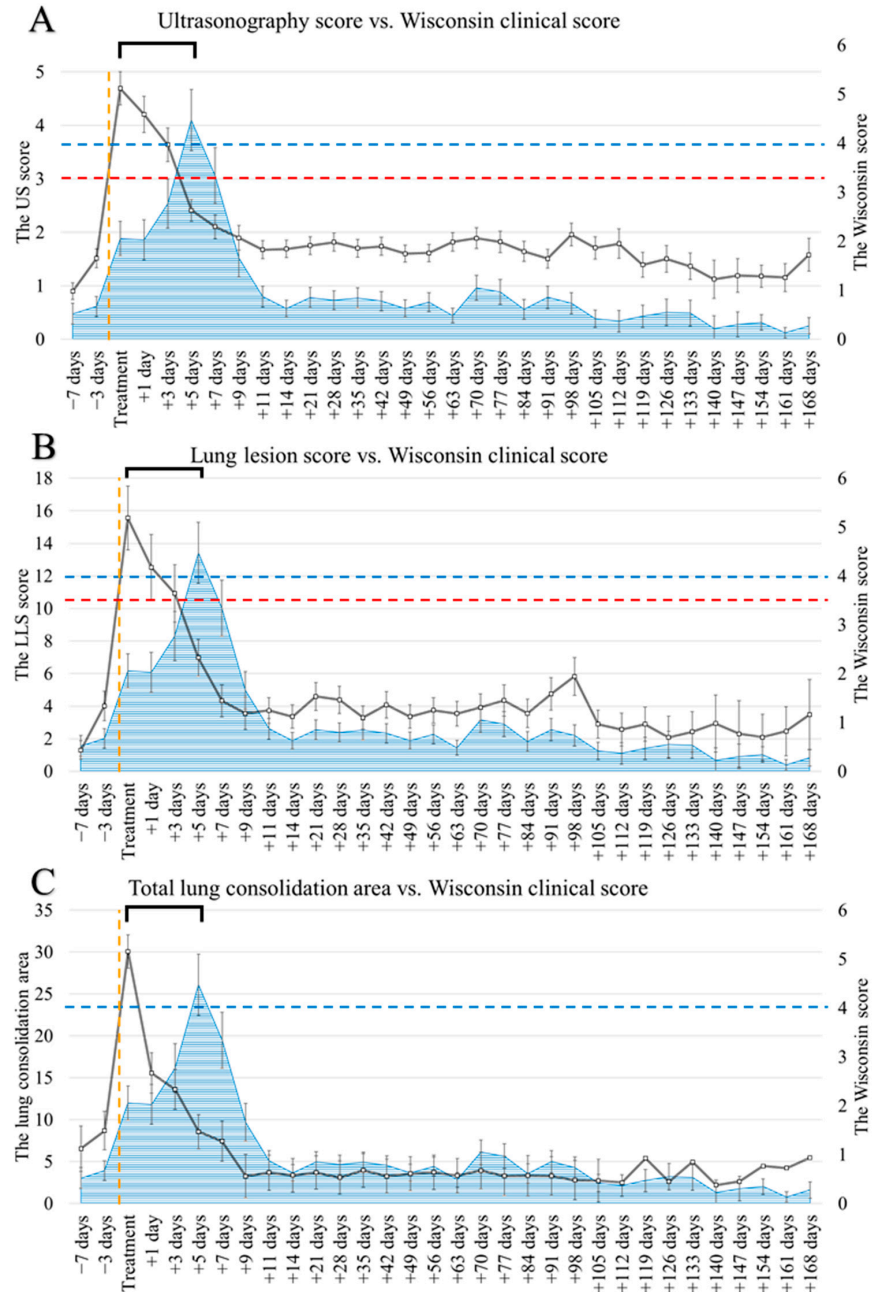 A
Ultrasonography score vs. Wisconsin clinical score
The US score
5
4
3
2
1
0
6
5
4
3
2
1
0
The Wisconsin score
−7 days
−3 days
Treatment
+1 day
+3 days
+5 days
+7 days
+9 days
+11 days
+14 days
+21 days
+28 days
+35 days
+42 days
+49 days
+56 days
+63 days
+70 days
+77 days
+84 days
+91 days
+98 days
+105 days
+112 days
+119 days
+126 days
+133 days
+140 days
+147 days
+154 days
+161 days
+168 days
B
Lung lesion score vs. Wisconsin clinical score
The LLS score
18
16
14
12
10
8
6
4
2
0
6
5
4
3
2
1
0
The Wisconsin score
−7 days
−3 days
Treatment
+1 day
+3 days
+5 days
+7 days
+9 days
+11 days
+14 days
+21 days
+28 days
+35 days
+42 days
+49 days
+56 days
+63 days
+70 days
+77 days
+84 days
+91 days
+98 days
+105 days
+112 days
+119 days
+126 days
+133 days
+140 days
+147 days
+154 days
+161 days
+168 days
C
Total lung consolidation area vs. Wisconsin clinical score
The lung consolidation area
35
30
25
20
15
10
5
0
6
5
4
3
2
1
0
The Wisconsin score
−7 days
−3 days
Treatment
+1 day
+3 days
+5 days
+7 days
+9 days
+11 days
+14 days
+21 days
+28 days
+35 days
+42 days
+49 days
+56 days
+63 days
+70 days
+77 days
+84 days
+91 days
+98 days
+105 days
+112 days
+119 days
+126 days
+133 days
+140 days
+147 days
+154 days
+161 days
+168 days